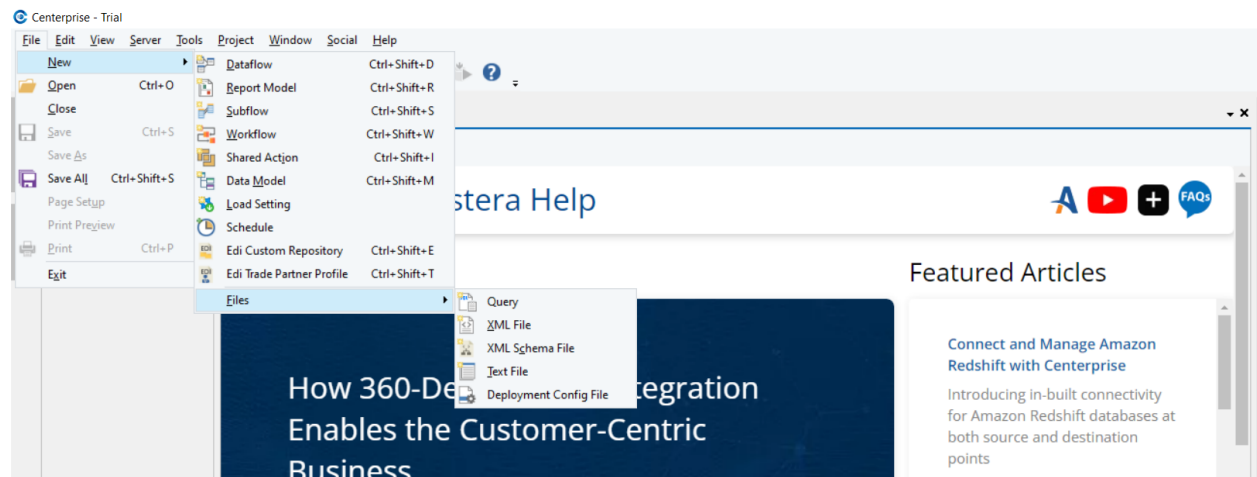 Centerprise - Trial
File Edit View Server Tools Project Window Social Help
New
Open Ctrl+O
Close
Save Ctrl+S
Save As
Save All Ctrl+Shift+S
Page Setup
Print Preview
Print Ctrl+P
Exit
Dataflow Ctrl+Shift+D
Report Model Ctrl+Shift+R
Subflow Ctrl+Shift+S
Workflow Ctrl+Shift+W
Shared Action Ctrl+Shift+I
Data Model Ctrl+Shift+M
Load Setting
Schedule
Edi Custom Repository Ctrl+Shift+E
Edi Trade Partner Profile Ctrl+Shift+T
Files
Query
XML File
XML Schema File
Text File
Deployment Config File
stera Help
FAQs
How 360-De tegration
Enables the Customer-Centric
Business
Featured Articles
Connect and Manage Amazon
Redshift with Centerprise
Introducing in-built connectivity
for Amazon Redshift databases at
both source and destination
points